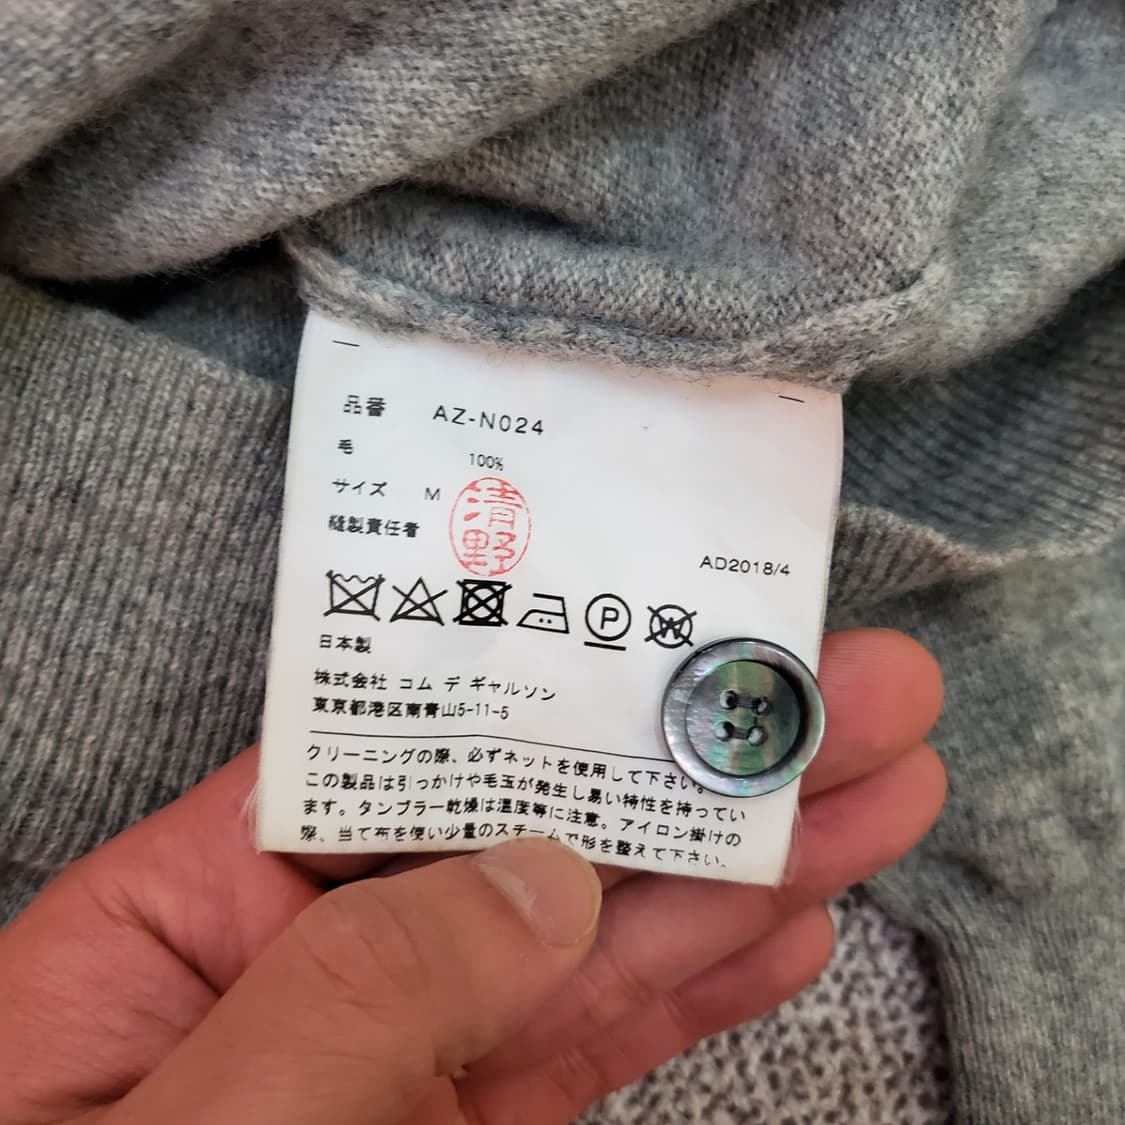 品番 AZ-N024
毛 100%
サイズ M
縫製責任者 清野
AD2018/4
P
W
日本製
株式会社 コム デ ギャルソン
東京都港区南青山5-11-5
クリーニングの際、必ずネットを使用して下さい。
この製品は引っかけや毛玉が発生し易い特性を持ってい
ます。タンブラー乾燥は温度等に注意。アイロン掛けの
際、当て布を使い少量のスチームで形を整えて下さい。